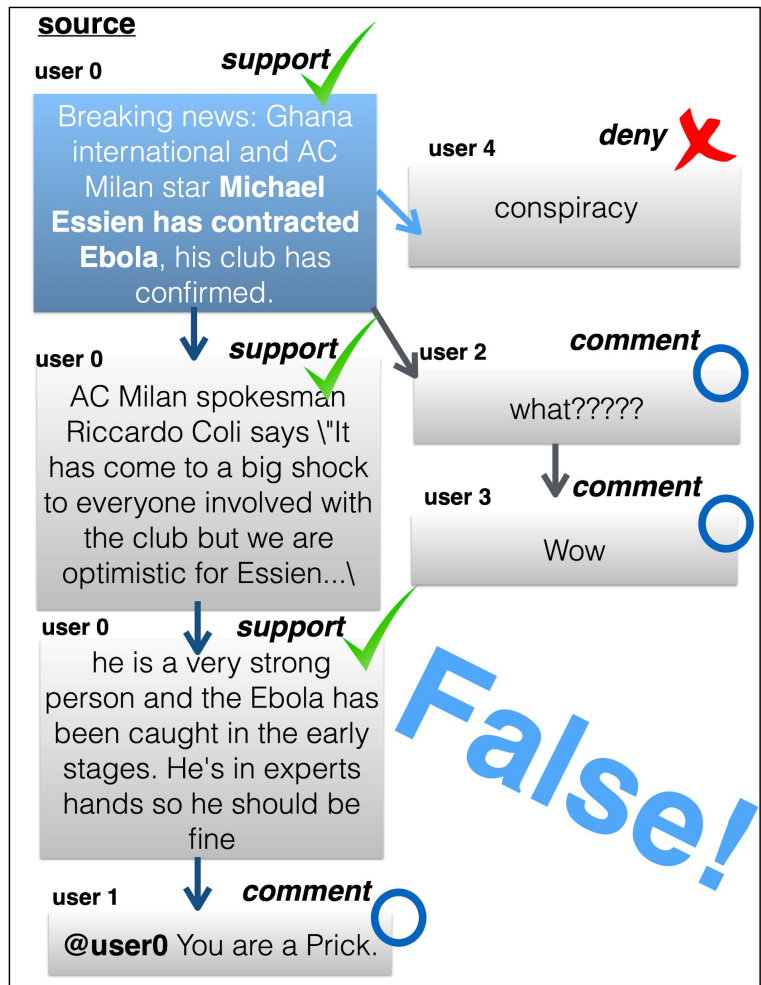 source
user 0
support
Breaking news: Ghana
international and AC
Milan star Michael
Essien has contracted
Ebola, his club has
confirmed.
user 4
deny
conspiracy
user 0
support
AC Milan spokesman
Riccardo Coli says \"It
has come to a big shock
to everyone involved with
the club but we are
optimistic for Essien...\
user 2
comment
what?????
user 3
comment
Wow
user 0
support
he is a very strong
person and the Ebola has
been caught in the early
stages. He's in experts
hands so he should be
fine
False!
user 1
comment
@user0 You are a Prick.